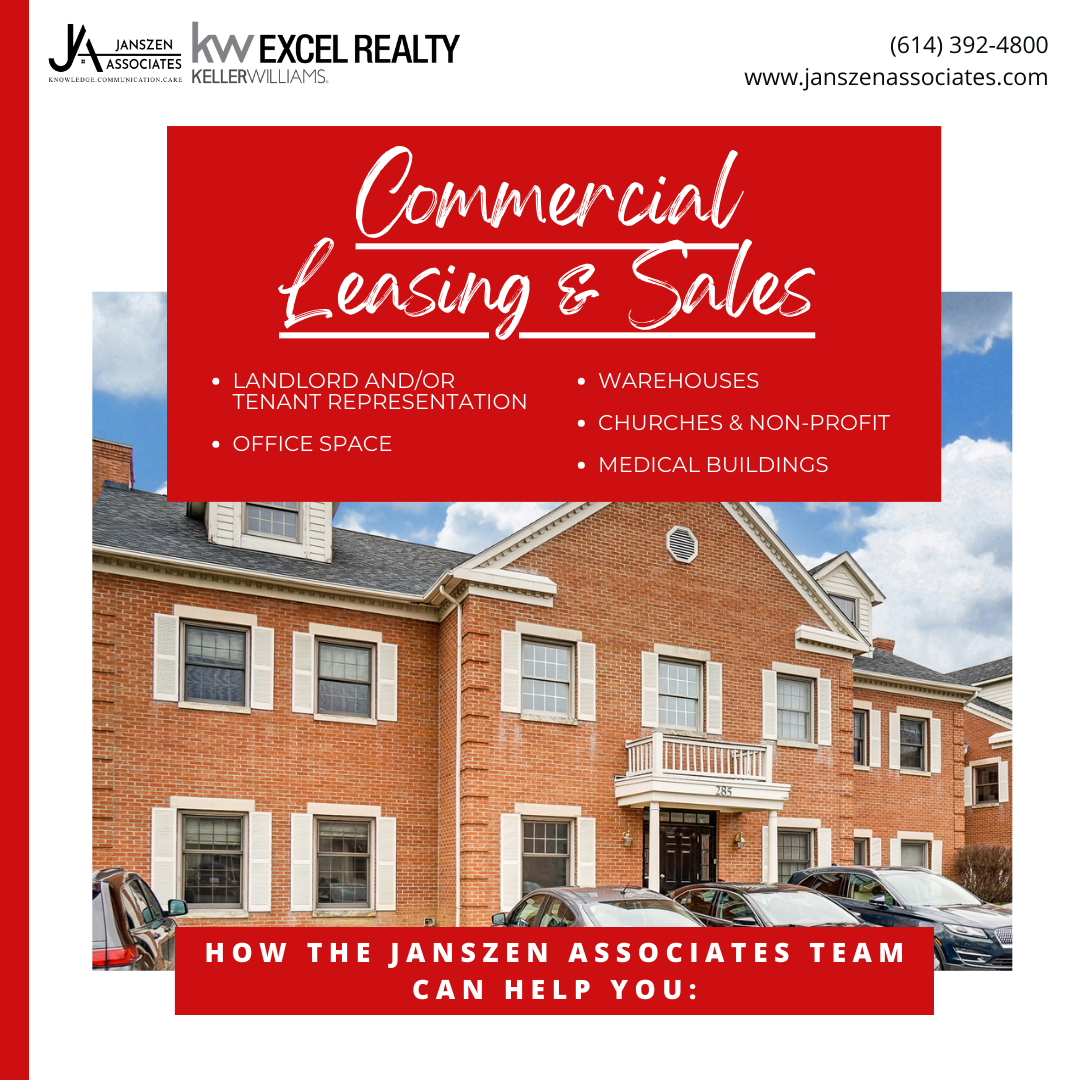 JA JANSZEN
ASSOCIATES
KNOWLEDGE.COMMUNICATION.CARE
kw EXCEL REALTY
KELLERWILLIAMS.
(614) 392-4800
www.janszenassociates.com
Commercial
Leasing & Sales
• LANDLORD AND/OR
TENANT REPRESENTATION
• OFFICE SPACE
• WAREHOUSES
• CHURCHES & NON-PROFIT
• MEDICAL BUILDINGS
285
HOW THE JANSZEN ASSOCIATES TEAM
CAN HELP YOU: